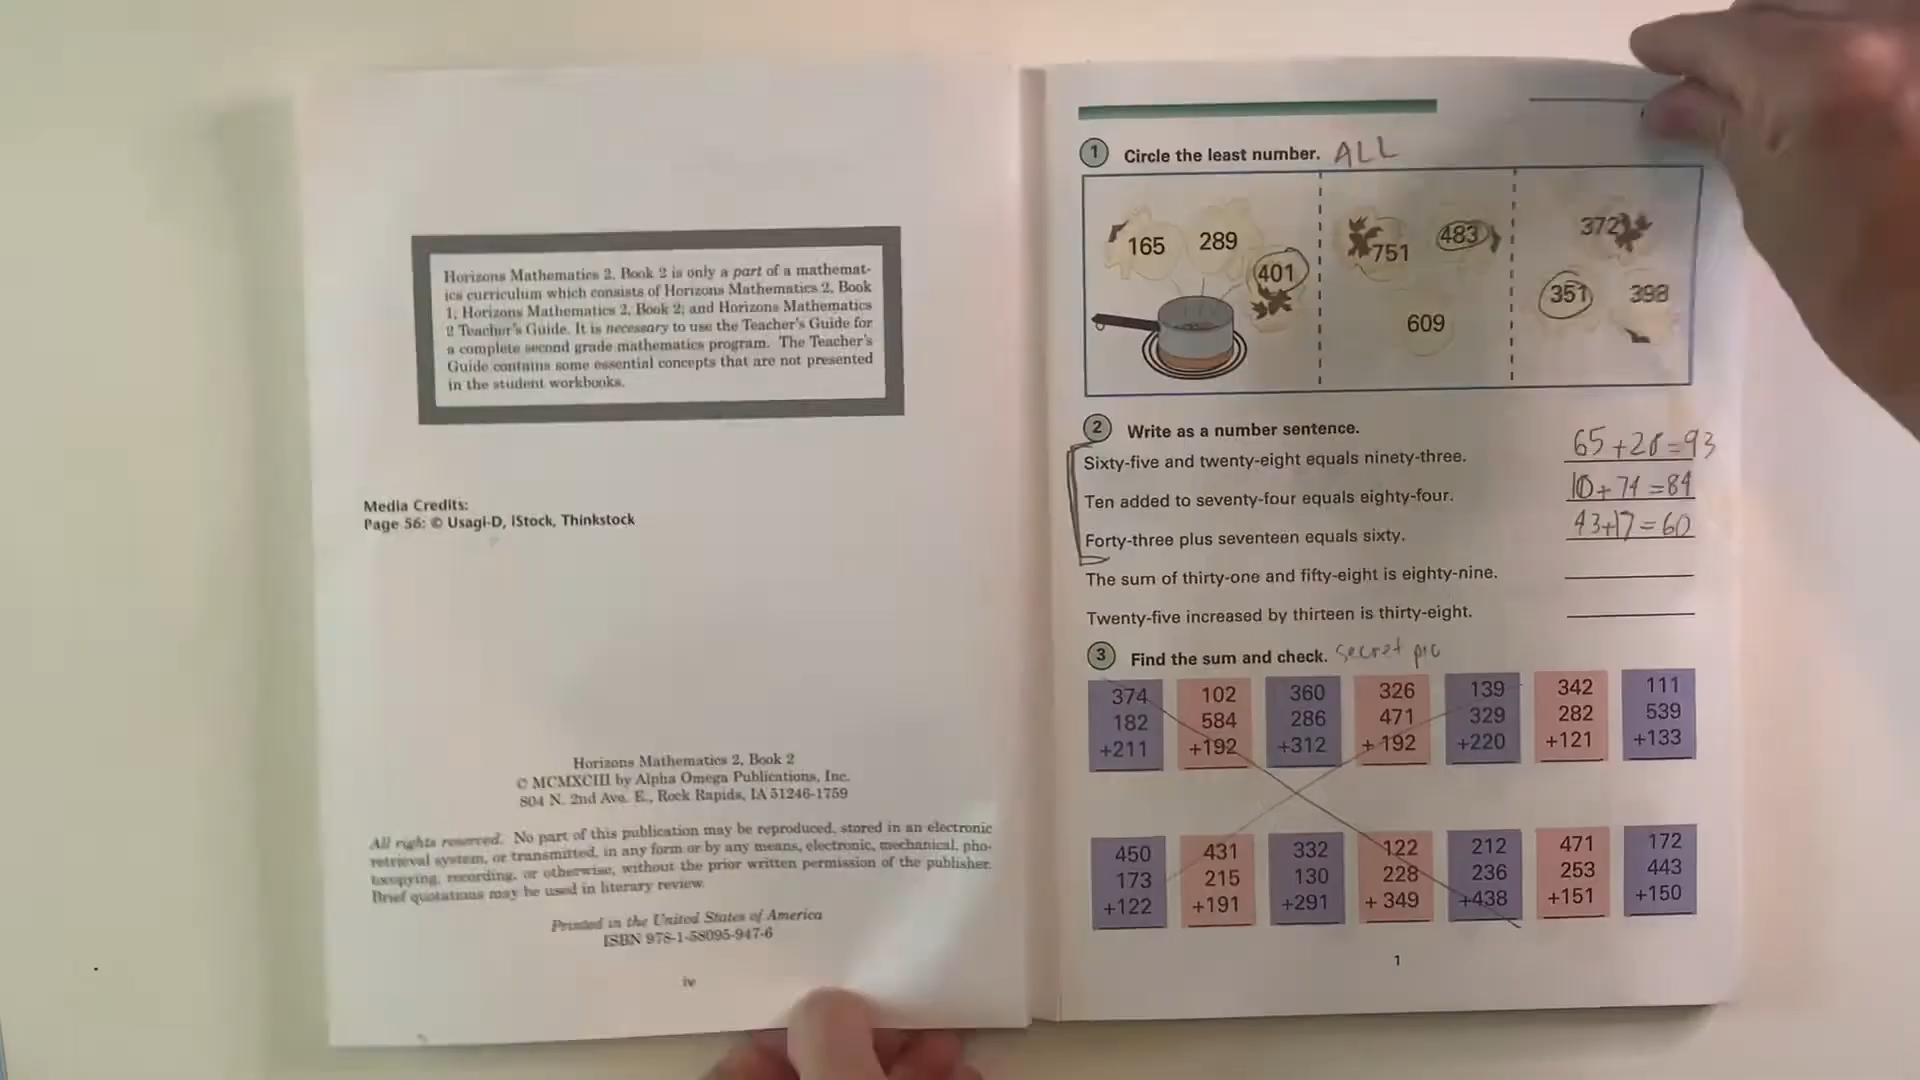 Horizons Mathematics 2, Book 2 is only a part of a mathemat-
ics curriculum which consists of Horizons Mathematics 2, Book
1, Horizons Mathematics 2, Book 2; and Horizons Mathematics
2 Teacher's Guide. It is necessary to use the Teacher's Guide for
a complete second grade mathematics program. The Teacher's
Guide contains some essential concepts that are not presented
in the student workbooks.
Media Credits:
Page 56: © Usagi-D, iStock, Thinkstock
Horizons Mathematics 2, Book 2
© MCMXCIII by Alpha Omega Publications, Inc.
804 N. 2nd Ave. E., Rock Rapids, IA 51246-1759
All rights reserved. No part of this publication may be reproduced, stored in an electronic
retrieval system, or transmitted, in any form or by any means, electronic, mechanical, pho-
tocopying, recording, or otherwise, without the prior written permission of the publisher.
Brief quotations may be used in literary review.
Printed in the United States of America
ISBN 978-1-58095-947-6
iv
1 Circle the least number. ALL
165 289 401 751 483 609 372 351 398
2 Write as a number sentence.
Sixty-five and twenty-eight equals ninety-three. 65+28=93
Ten added to seventy-four equals eighty-four. 10+74=84
Forty-three plus seventeen equals sixty. 43+17=60
The sum of thirty-one and fifty-eight is eighty-nine.
Twenty-five increased by thirteen is thirty-eight.
3 Find the sum and check. secret pic
374 102 360 326 139 342 111
182 584 286 471 329 282 539
+211 +192 +312 +192 +220 +121 +133
450 431 332 122 212 471 172
173 215 130 228 236 253 443
+122 +191 +291 +349 +438 +151 +150
1